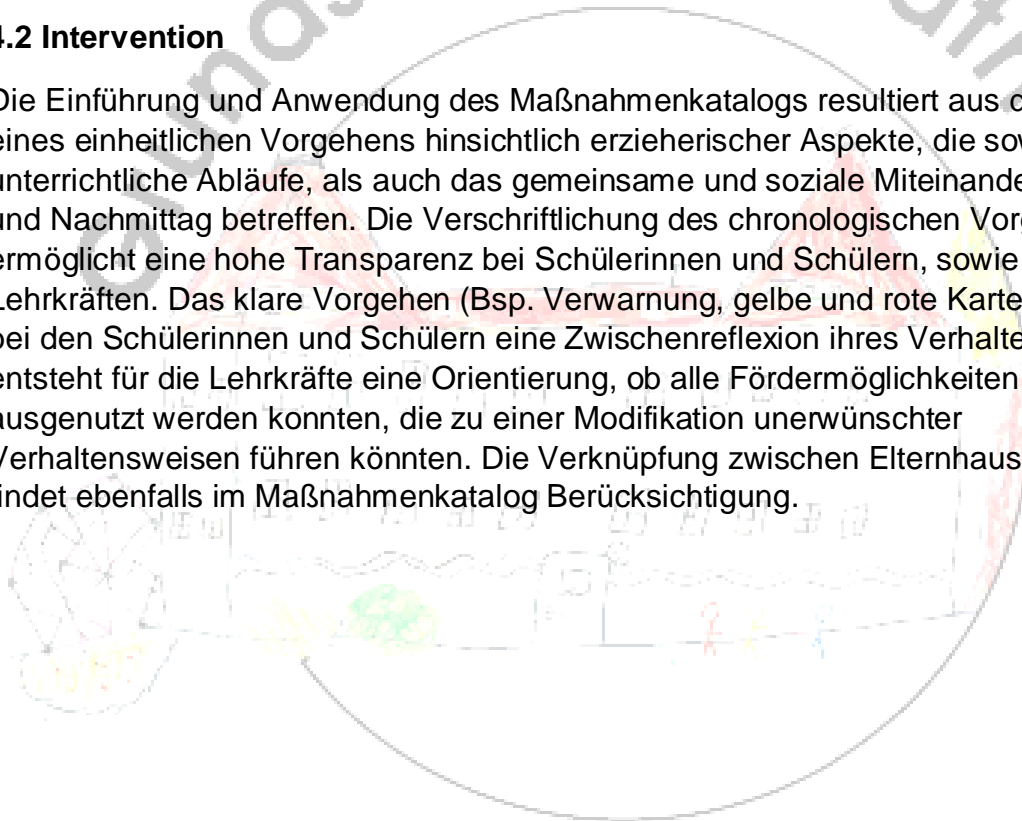 4.2 Intervention
Die Einführung und Anwendung des Maßnahmenkatalogs resultiert aus
eines einheitlichen Vorgehens hinsichtlich erzieherischer Aspekte, die
unterrichtliche Abläufe, als auch das gemeinsame und soziale
und Nachmittag betreffen. Die Verschriftlichung des chronologischen
ermöglicht eine hohe Transparenz bei Schülerinnen und Schülern, sowie
Lehrkräften. Das klare Vorgehen (Bsp. Verwarnung, gelbe und rote Karte
bei den Schülerinnen und Schülern eine Zwischenreflexion ihres
entsteht für die Lehrkräfte eine Orientierung, ob alle Fördermöglichkeiten
ausgenutzt werden konnten, die zu einer Modifikation unerwünschter
Verhaltensweisen führen könnten. Die Verknüpfung zwischen Elternhaus
findet ebenfalls im Maßnahmenkatalog Berücksichtigung.